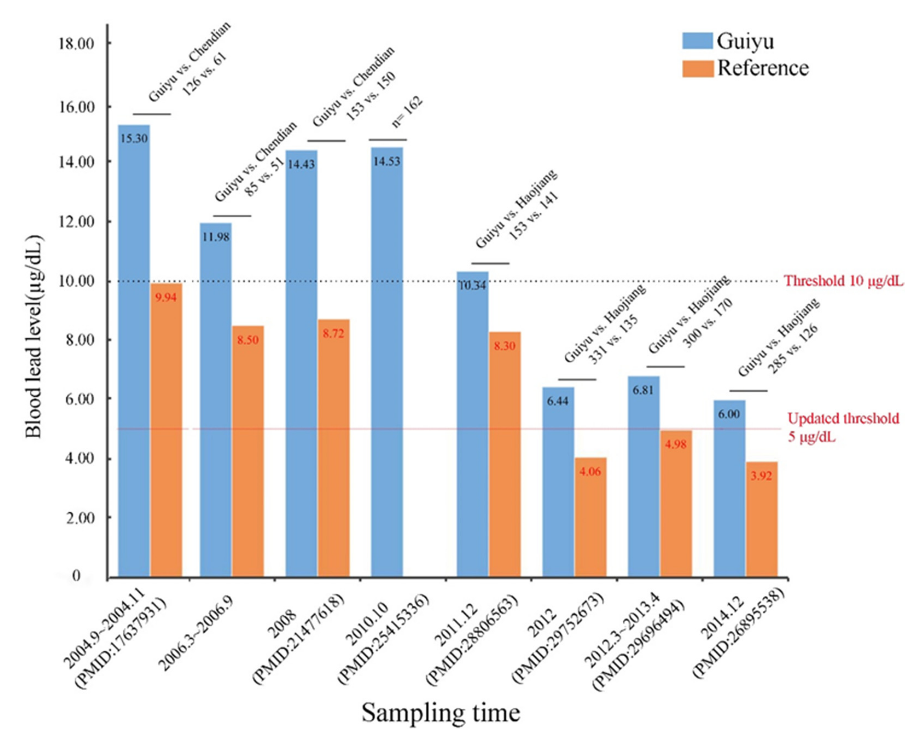 18.00
16.00
14.00
12.00
10.00
8.00
6.00
4.00
2.00
0
Blood lead level(μg/dL)
Guiyu
Reference
Guiyu vs. Chendian
126 vs. 61
15.30
9.94
Guiyu vs. Chendian
85 vs. 51
11.98
8.50
Guiyu vs. Chendian
153 vs. 150
14.43
8.72
n= 162
14.53
Guiyu vs. Haojiang
153 vs. 141
10.34
8.30
Guiyu vs. Haojiang
331 vs. 135
6.44
4.06
Guiyu vs. Haojiang
300 vs. 170
6.81
4.98
Guiyu vs. Haojiang
285 vs. 126
6.00
3.92
Threshold 10 μg/dL
Updated threshold
5 μg/dL
2004.9~2004.11
(PMID:17637931)
2006.3~2006.9
2008
(PMID:21477618)
2010.10
(PMID:25415336)
2011.12
(PMID:28806563)
2012
(PMID:29752673)
2012.3~2013.4
(PMID:29696494)
2014.12
(PMID:26895538)
Sampling time